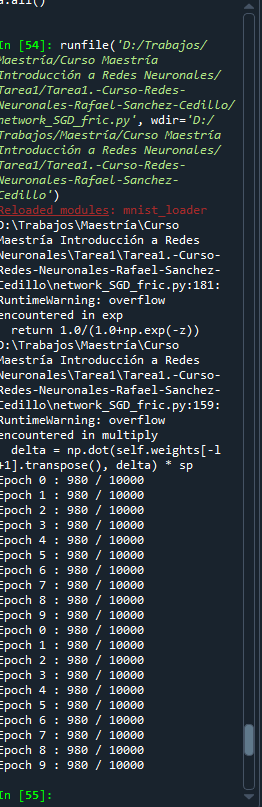 a.all()
In [54]: runfile('D:/Trabajos/
Maestría/Curso Maestría
Introducción a Redes Neuronales/
Tarea1/Tarea1.-Curso-Redes-
Neuronales-Rafael-Sanchez-Cedillo/
network_SGD_fric.py', wdir='D:/
Trabajos/Maestría/Curso Maestría
Introducción a Redes Neuronales/
Tarea1/Tarea1.-Curso-Redes-
Neuronales-Rafael-Sanchez-
Cedillo')
Reloaded modules: mnist_loader
D:\Trabajos\Maestría\Curso
Maestría Introducción a Redes
Neuronales\Tarea1\Tarea1.-Curso-
Redes-Neuronales-Rafael-Sanchez-
Cedillo\network_SGD_fric.py:181:
RuntimeWarning: overflow
encountered in exp
return 1.0/(1.0+np.exp(-z))
D:\Trabajos\Maestría\Curso
Maestría Introducción a Redes
Neuronales\Tarea1\Tarea1.-Curso-
Redes-Neuronales-Rafael-Sanchez-
Cedillo\network_SGD_fric.py:159:
RuntimeWarning: overflow
encountered in multiply
delta = np.dot(self.weights[-l
+1].transpose(), delta) * sp
Epoch 0 : 980 / 10000
Epoch 1 : 980 / 10000
Epoch 2 : 980 / 10000
Epoch 3 : 980 / 10000
Epoch 4 : 980 / 10000
Epoch 5 : 980 / 10000
Epoch 6 : 980 / 10000
Epoch 7 : 980 / 10000
Epoch 8 : 980 / 10000
Epoch 9 : 980 / 10000
Epoch 0 : 980 / 10000
Epoch 1 : 980 / 10000
Epoch 2 : 980 / 10000
Epoch 3 : 980 / 10000
Epoch 4 : 980 / 10000
Epoch 5 : 980 / 10000
Epoch 6 : 980 / 10000
Epoch 7 : 980 / 10000
Epoch 8 : 980 / 10000
Epoch 9 : 980 / 10000
In [55]: